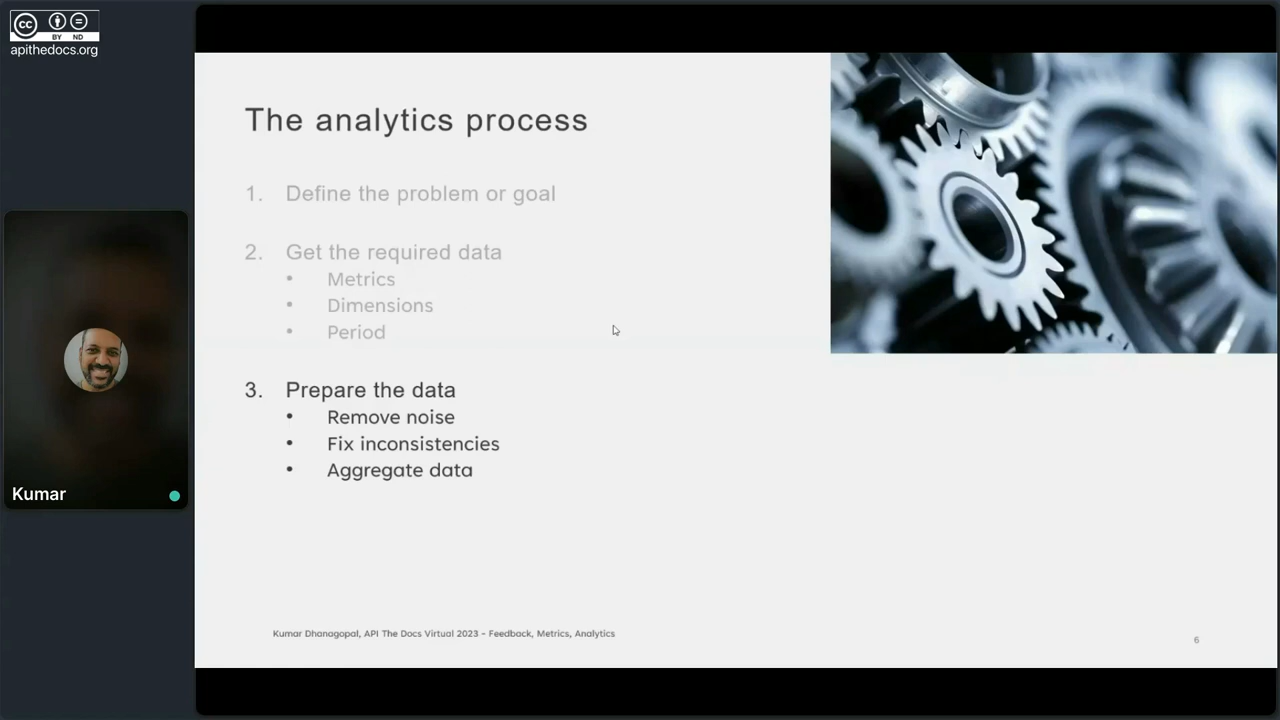 cc
BY ND
apithedocs.org
The analytics process
1. Define the problem or goal
2. Get the required data
• Metrics
• Dimensions
• Period
3. Prepare the data
• Remove noise
• Fix inconsistencies
• Aggregate data
Kumar
Kumar Dhanagopal, API The Docs Virtual 2023 - Feedback, Metrics, Analytics
6